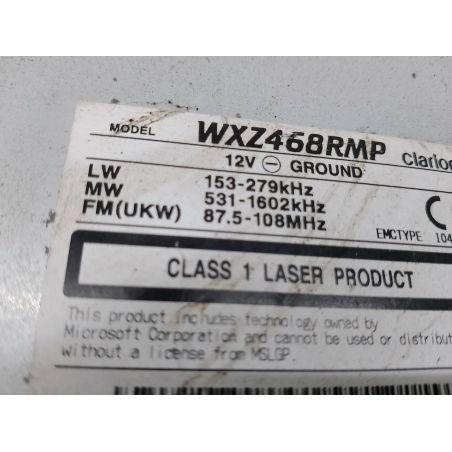 MODEL WXZ468RMP
12V ⊖ GROUND
LW 153-279kHz
MW 531-1602kHz
FM(UKW) 87.5-108MHz
EMCTYPE
CLASS 1 LASER PRODUCT
This product includes technology owned by
Microsoft Corporation and cannot be used or distribut
without a license from MSLGP.